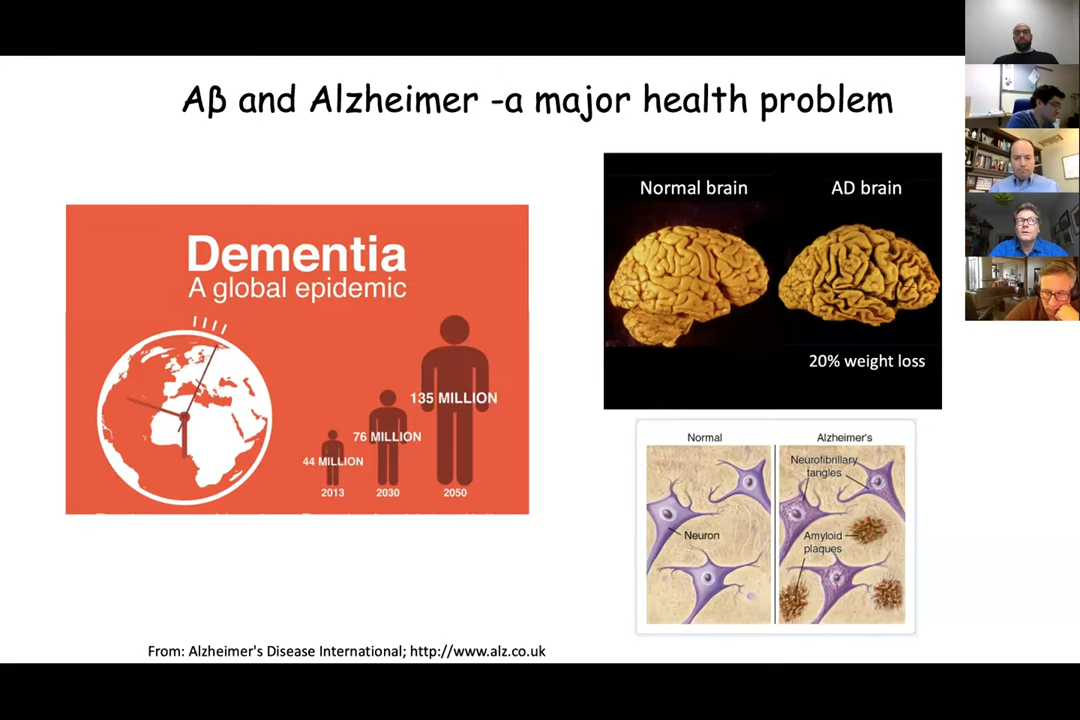 Aβ and Alzheimer -a major health problem
Dementia
A global epidemic
135 MILLION
76 MILLION
44 MILLION
2013
2030
2050
Normal brain
AD brain
20% weight loss
Normal
Alzheimer's
Neurofibrillary
tangles
Neuron
Amyloid
plaques
From: Alzheimer's Disease International; http://www.alz.co.uk